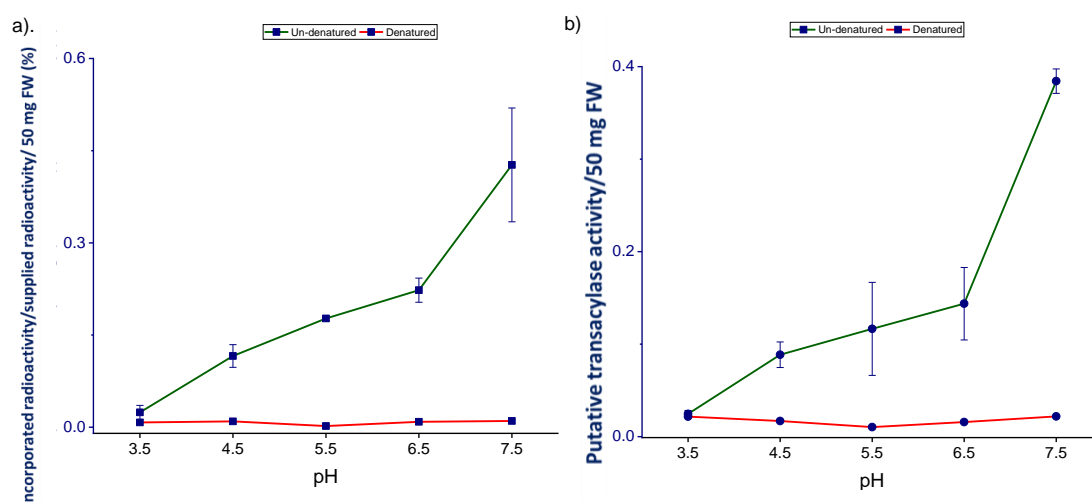 a).
Un-denatured Denatured
ncorporated radioactivity/supplied radioactivity/ 50 mg FW (%)
0.6
0.3
0.0
3.5 4.5 5.5 6.5 7.5
pH
b)
Un-denatured Denatured
Putative transacylase activity/50 mg FW
0.4
0.2
0.0
3.5 4.5 5.5 6.5 7.5
pH